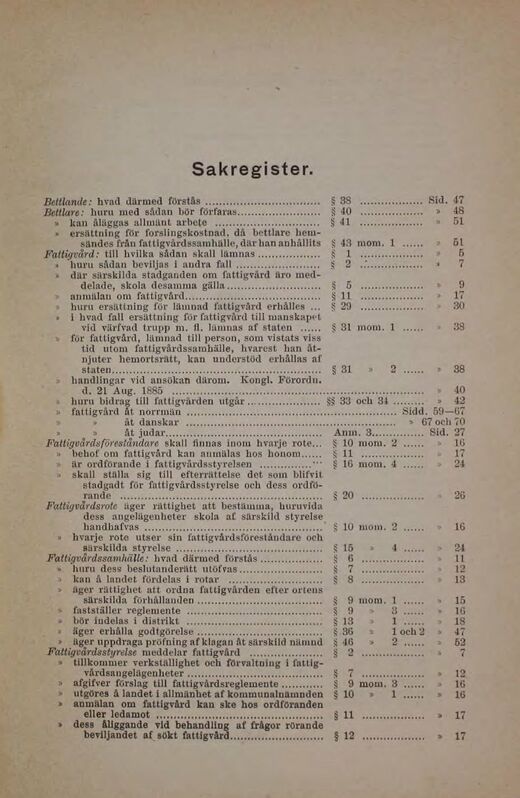 Sakregister.
Bettlande: hvad därmed förstås ........ § 38 ........ Sid. 47
Bettlare: huru med sådan bör förfaras ........ § 40 ........ » 48
» kan åläggas allmänt arbete ........ § 41 ........ » 51
» ersättning för forslingskostnad, då bettlare hem-
sändes från fattigvårdssamhälle, där han anhållits § 43 mom. 1 ...... » 51
Fattigvård: till hvilka sådan skall lämnas ........ § 1 ........ » 5
» huru sådan beviljas i andra fall ........ § 2 ........ » 7
» där särskilda stadganden om fattigvård äro med-
delade, skola desamma gälla ........ § 5 ........ » 9
» anmälan om fattigvård ........ § 11 ........ » 17
» huru ersättning för lämnad fattigvård erhålles ... § 29 ........ » 30
» i hvad fall ersättning för fattigvård till manskapet
vid värfvad trupp m. fl. lämnas af staten ...... § 31 mom. 1 ...... » 38
» för fattigvård, lämnad till person, som vistats viss
tid utom fattigvårdssamhälle, hvarest han åt-
njuter hemortsrätt, kan understöd erhållas af
staten ........ § 31 » 2 ...... » 38
» handlingar vid ansökan därom. Kongl. Förordn.
d. 21 Aug. 1885 ........ » 40
» huru bidrag till fattigvården utgår ........ §§ 33 och 34 ........ » 42
» fattigvård åt norrmän ........ Sidd. 59—67
» » åt danskar ........ » 67 och 70
» » åt judar ........ Anm. 3 ........ Sid. 27
Fattigvårdsföreståndare skall finnas inom hvarje rote... § 10 mom. 2 ...... » 16
» behof om fattigvård kan anmälas hos honom ...... § 11 ........ » 17
» är ordförande i fattigvårdsstyrelsen ........ § 16 mom. 4 ...... » 24
» skall ställa sig till efterrättelse det som blifvit
stadgadt för fattigvårdsstyrelse och dess ordfö-
rande ........ § 20 ........ » 26
Fattigvårdsrote äger rättighet att bestämma, huruvida
dess angelägenheter skola af särskild styrelse
handhafvas ........ § 10 mom. 2 ...... » 16
» hvarje rote utser sin fattigvårdsföreståndare och
särskilda styrelse ........ § 15 » 4 ...... » 24
Fattigvårdssamhälle: hvad därmed förstås ........ § 6 ........ » 11
» huru dess beslutanderätt utöfvas ........ § 7 ........ » 12
» kan å landet fördelas i rotar ........ § 8 ........ » 13
» äger rättighet att ordna fattigvården efter ortens
särskilda förhållanden ........ § 9 mom. 1 ...... » 15
» fastställer reglemente ........ § 9 » 3 ...... » 16
» bör indelas i distrikt ........ § 13 » 1 ...... » 18
» äger erhålla godtgörelse ........ § 36 » 1 och 2 » 47
» äger uppdraga pröfning af klagan åt särskild nämnd § 46 » 2 ...... » 52
Fattigvårdsstyrelse meddelar fattigvård ........ § 2 ........ » 7
» tillkommer verkställighet och förvaltning i fattig-
vårdsangelägenheter ........ § 7 ........ » 12
» afgifver förslag till fattigvårdsreglemente ........ § 9 mom. 3 ...... » 16
» utgöres å landet i allmänhet af kommunalnämnden § 10 » 1 ...... » 16
» anmälan om fattigvård kan ske hos ordföranden
eller ledamot ........ § 11 ........ » 17
» dess åliggande vid behandling af frågor rörande
beviljandet af sökt fattigvård ........ § 12 ........ » 17